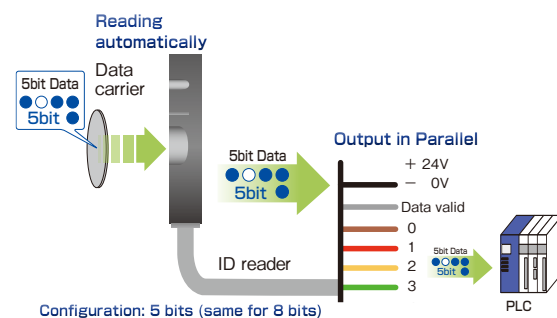 Reading
automatically
5bit Data
5bit
Data
carrier
5bit Data
5bit
ID reader
Output in Parallel
+ 24V
− 0V
Data valid
0
1
2
3
5bit Data
5bit
PLC
Configuration: 5 bits (same for 8 bits)